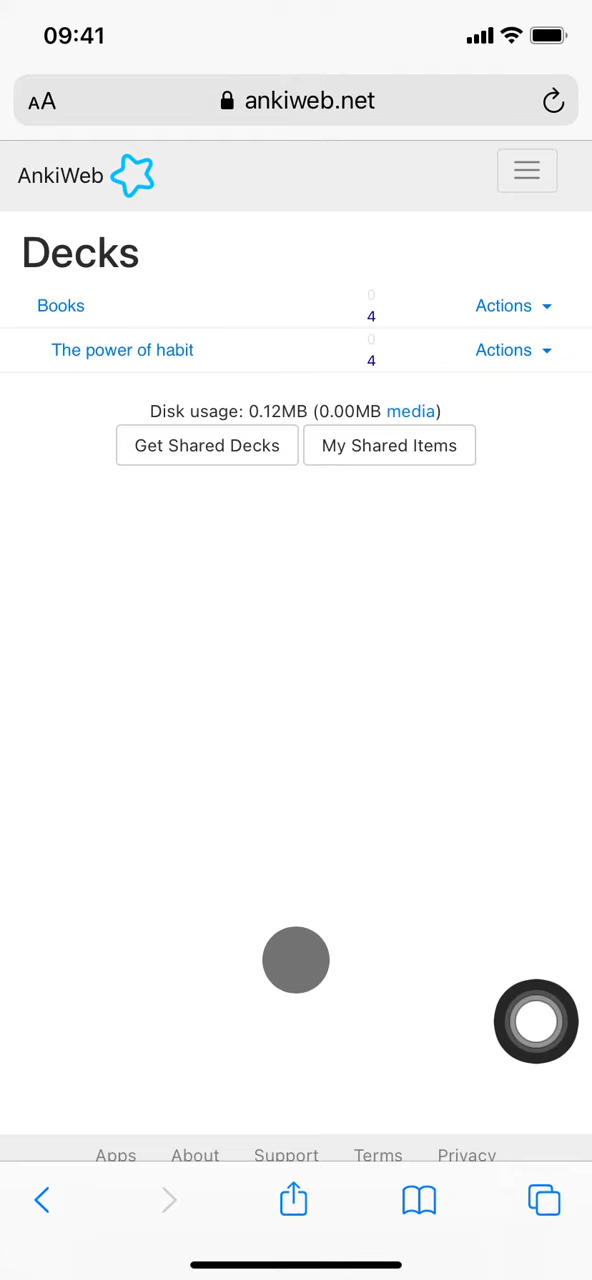 09:41
AA ankiweb.net
AnkiWeb
Decks
Books 0 4 Actions
The power of habit 0 4 Actions
Disk usage: 0.12MB (0.00MB media)
Get Shared Decks My Shared Items
Apps About Support Terms Privacy